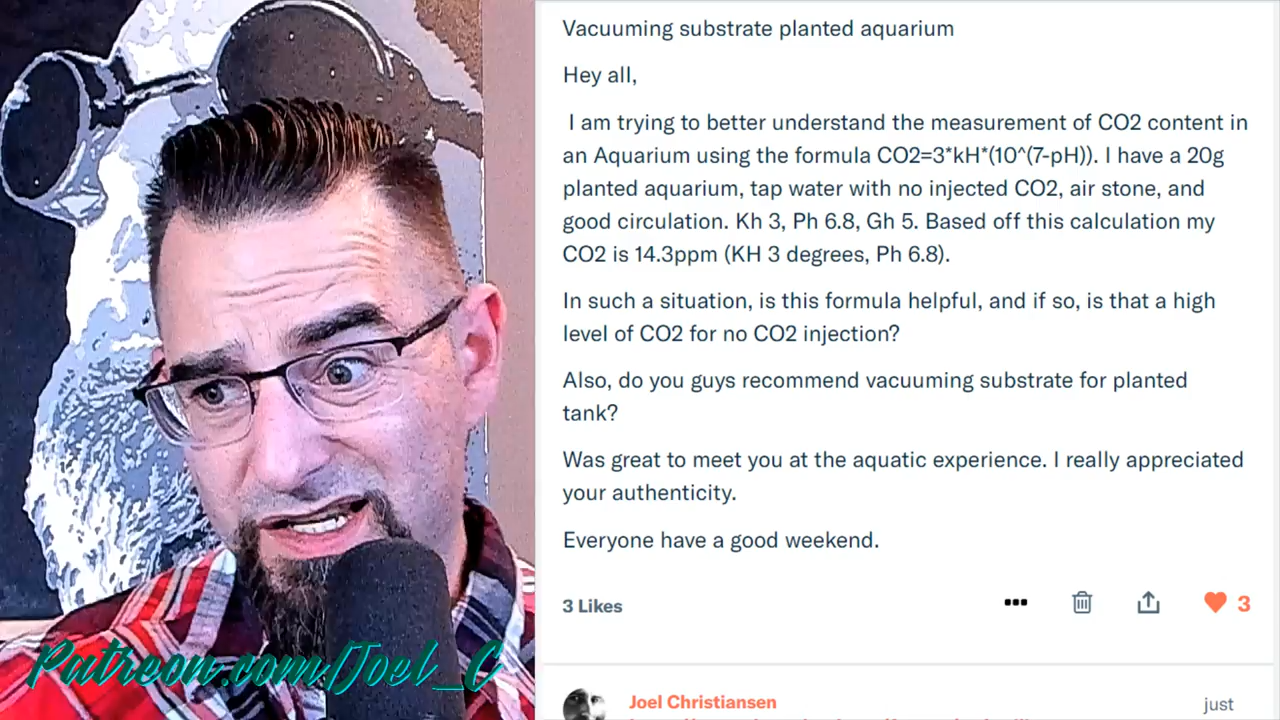 Vacuuming substrate planted aquarium
Hey all,
I am trying to better understand the measurement of CO2 content in
an Aquarium using the formula CO2=3*kH*(10^(7-pH)). I have a 20g
planted aquarium, tap water with no injected CO2, air stone, and
good circulation. Kh 3, Ph 6.8, Gh 5. Based off this calculation my
CO2 is 14.3ppm (KH 3 degrees, Ph 6.8).
In such a situation, is this formula helpful, and if so, is that a high
level of CO2 for no CO2 injection?
Also, do you guys recommend vacuuming substrate for planted
tank?
Was great to meet you at the aquatic experience. I really appreciated
your authenticity.
Everyone have a good weekend.
3 Likes
3
Patreon.com/Joel_C
Joel Christiansen
just